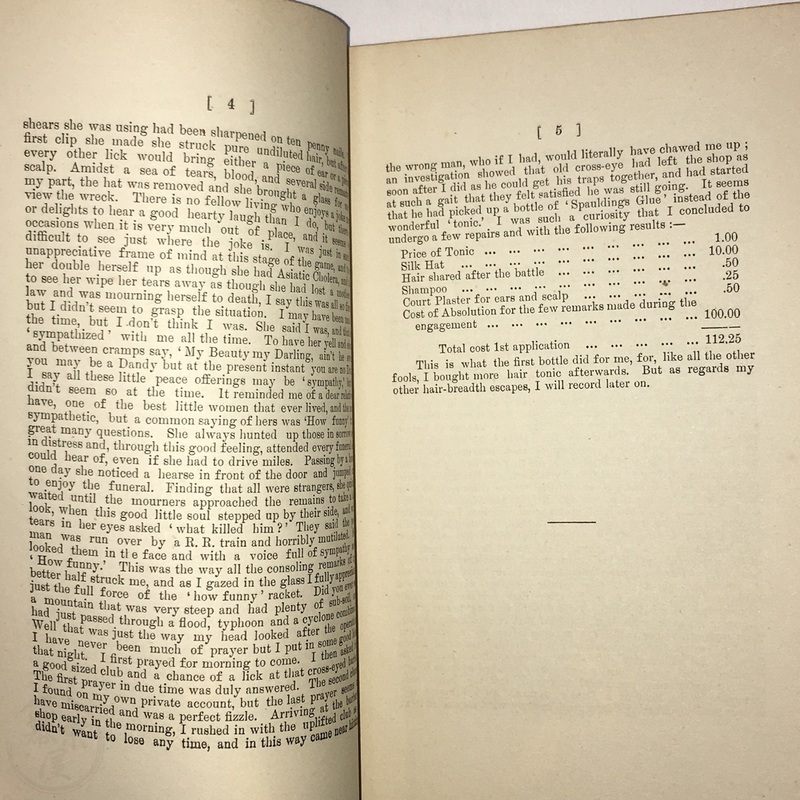 [ 4 ]
shears she was using had been sharpened on ten penny nails,
first clip she made she struck pure undiluted hair, but after
every other lick would bring either a piece of ear or a
scalp. Amidst a sea of tears, blood, and several side
my part, the hat was removed and she brought a glass for
view the wreck. There is no fellow living who enjoys a joke
or delights to hear a good hearty laugh than I do, but there
occasions when it is very much out of place, and it seems
difficult to see just where the joke is. I was just in
unappreciative frame of mind at this stage of the game, and
her double herself up as though she had Asiatic Cholera, and
to see her wipe her tears away as though she had lost a
law and was mourning herself to death, I say this was all so
but I didn't seem to grasp the situation. I may have been
the time, but I don't think I was. She said I was, and
'sympathized' with me all the time. To have her yell and
and between cramps say, 'My Beauty my Darling, ain't he
you may be a Dandy but at the present instant you are no
I say all these little peace offerings may be 'sympathy,'
didn't seem so at the time. It reminded me of a dear
have, one of the best little women that ever lived, and the
sympathetic, but a common saying of hers was 'How funny'
great many questions. She always hunted up those in sorrow
in distress and, through this good feeling, attended every funeral
could hear of, even if she had to drive miles. Passing by a
one day she noticed a hearse in front of the door and jumped
to enjoy the funeral. Finding that all were strangers, she
waited until the mourners approached the remains to take a
look, when this good little soul stepped up by their side, and
tears in her eyes asked 'what killed him?' They said the
man was run over by a R. R. train and horribly mutilated.
looked them in the face and with a voice full of sympathy
'How funny.' This was the way all the consoling remarks of
better half struck me, and as I gazed in the glass I fully
just the full force of the 'how funny' racket. Did you ever
a mountain that was very steep and had plenty of sub-soil,
had just passed through a flood, typhoon and a cyclone
Well that was just the way my head looked after the
I have never been much of prayer but I put in some good
that night. I first prayed for morning to come. I then asked
a good sized club and a chance of a lick at that cross-eyed
The first prayer in due time was duly answered. The second
I found on my own private account, but the last prayer seems
have miscarried and was a perfect fizzle. Arriving at the
shop early in the morning, I rushed in with the uplifted club
didn't want to lose any time, and in this way came near
[ 5 ]
the wrong man, who if I had, would literally have chawed me up ;
an investigation showed that old cross-eye had left the shop as
soon after I did as he could get his traps together, and had started
at such a gait that they felt satisfied he was still going. It seems
that he had picked up a bottle of 'Spauldings Glue' instead of the
wonderful 'tonic.' I was such a curiosity that I concluded to
undergo a few repairs and with the following results :—
Price of Tonic ... ... ... ... ... ... ... ... 1.00
Silk Hat ... ... ... ... ... ... ... ... ... 10.00
Hair shared after the battle ... ... ... ... ... ... .50
Shampoo ... ... ... ... ... ... ... ... ... .25
Court Plaster for ears and scalp ... ... ... ... ... .50
Cost of Absolution for the few remarks made during the
engagement ... ... ... ... ... ... ... ... 100.00
Total cost 1st application ... ... ... ... ... 112.25
This is what the first bottle did for me, for, like all the other
fools, I bought more hair tonic afterwards. But as regards my
other hair-breadth escapes, I will record later on.